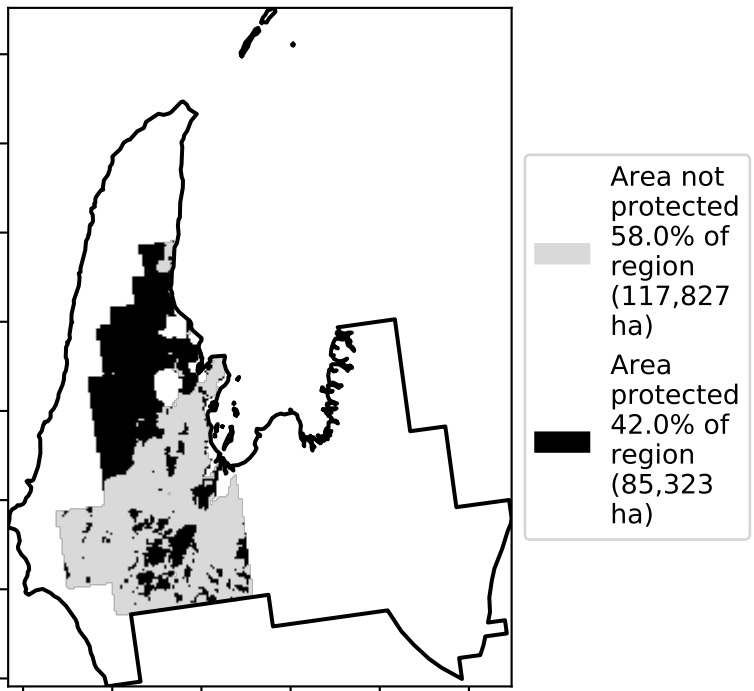 Area not
protected
58.0% of
region
(117,827
ha)
Area
protected
42.0% of
region
(85,323
ha)